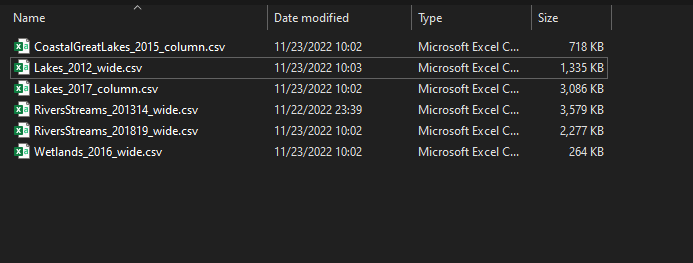 Name Date modified Type Size
CoastalGreatLakes_2015_column.csv 11/23/2022 10:02 Microsoft Excel C... 718 KB
Lakes_2012_wide.csv 11/23/2022 10:03 Microsoft Excel C... 1,335 KB
Lakes_2017_column.csv 11/23/2022 10:02 Microsoft Excel C... 3,086 KB
RiversStreams_201314_wide.csv 11/22/2022 23:39 Microsoft Excel C... 3,579 KB
RiversStreams_201819_wide.csv 11/23/2022 10:02 Microsoft Excel C... 2,277 KB
Wetlands_2016_wide.csv 11/23/2022 10:02 Microsoft Excel C... 264 KB